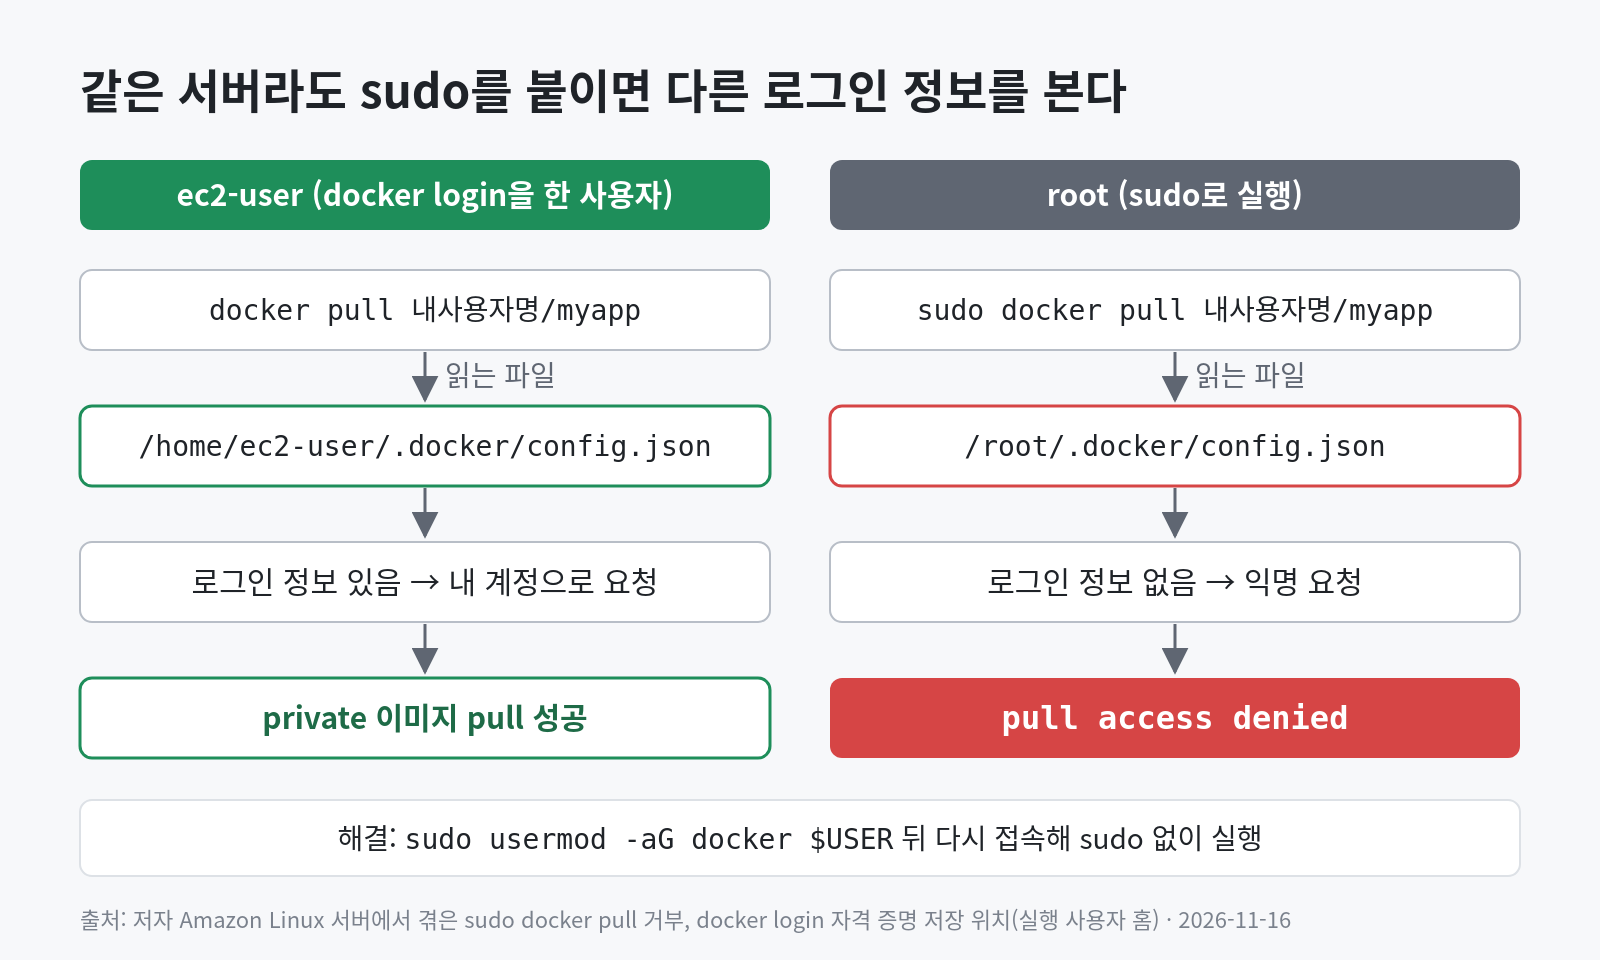 같은 서버라도 sudo를 붙이면 다른 로그인 정보를 본다
ec2-user (docker login을 한 사용자)
docker pull 내사용자명/myapp
읽는 파일
/home/ec2-user/.docker/config.json
로그인 정보 있음 → 내 계정으로 요청
private 이미지 pull 성공
root (sudo로 실행)
sudo docker pull 내사용자명/myapp
읽는 파일
/root/.docker/config.json
로그인 정보 없음 → 익명 요청
pull access denied
해결: sudo usermod -aG docker $USER 뒤 다시 접속해 sudo 없이 실행
출처: 저자 Amazon Linux 서버에서 겪은 sudo docker pull 거부, docker login 자격 증명 저장 위치(실행 사용자 홈) · 2026-11-16